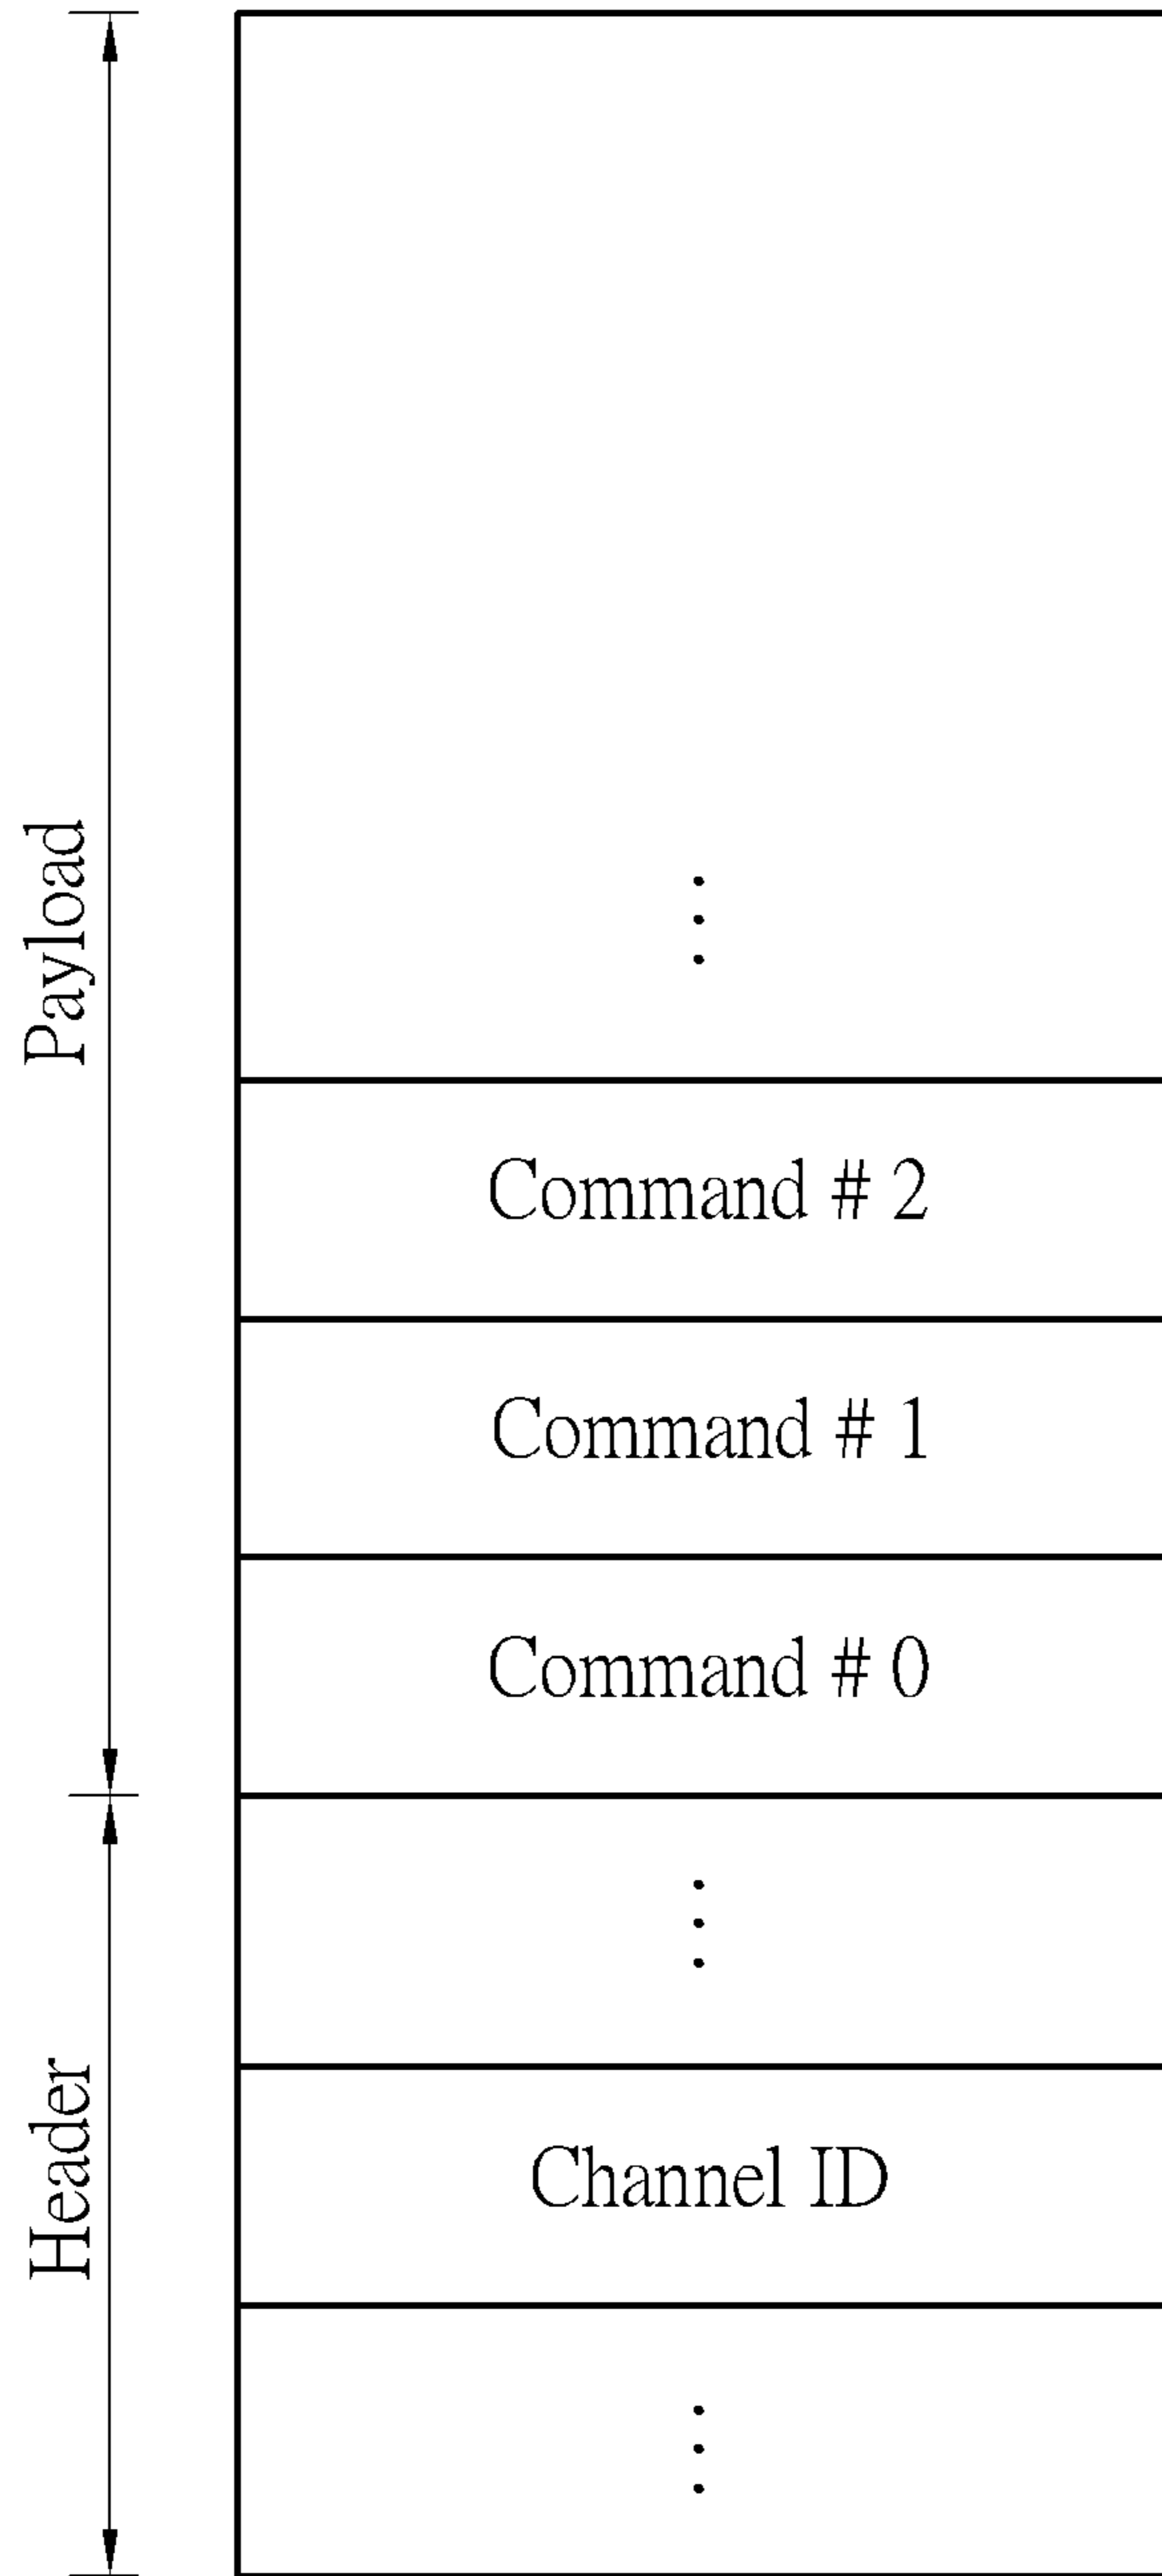 Payload
Command # 2
Command # 1
Command # 0
Header
Channel ID